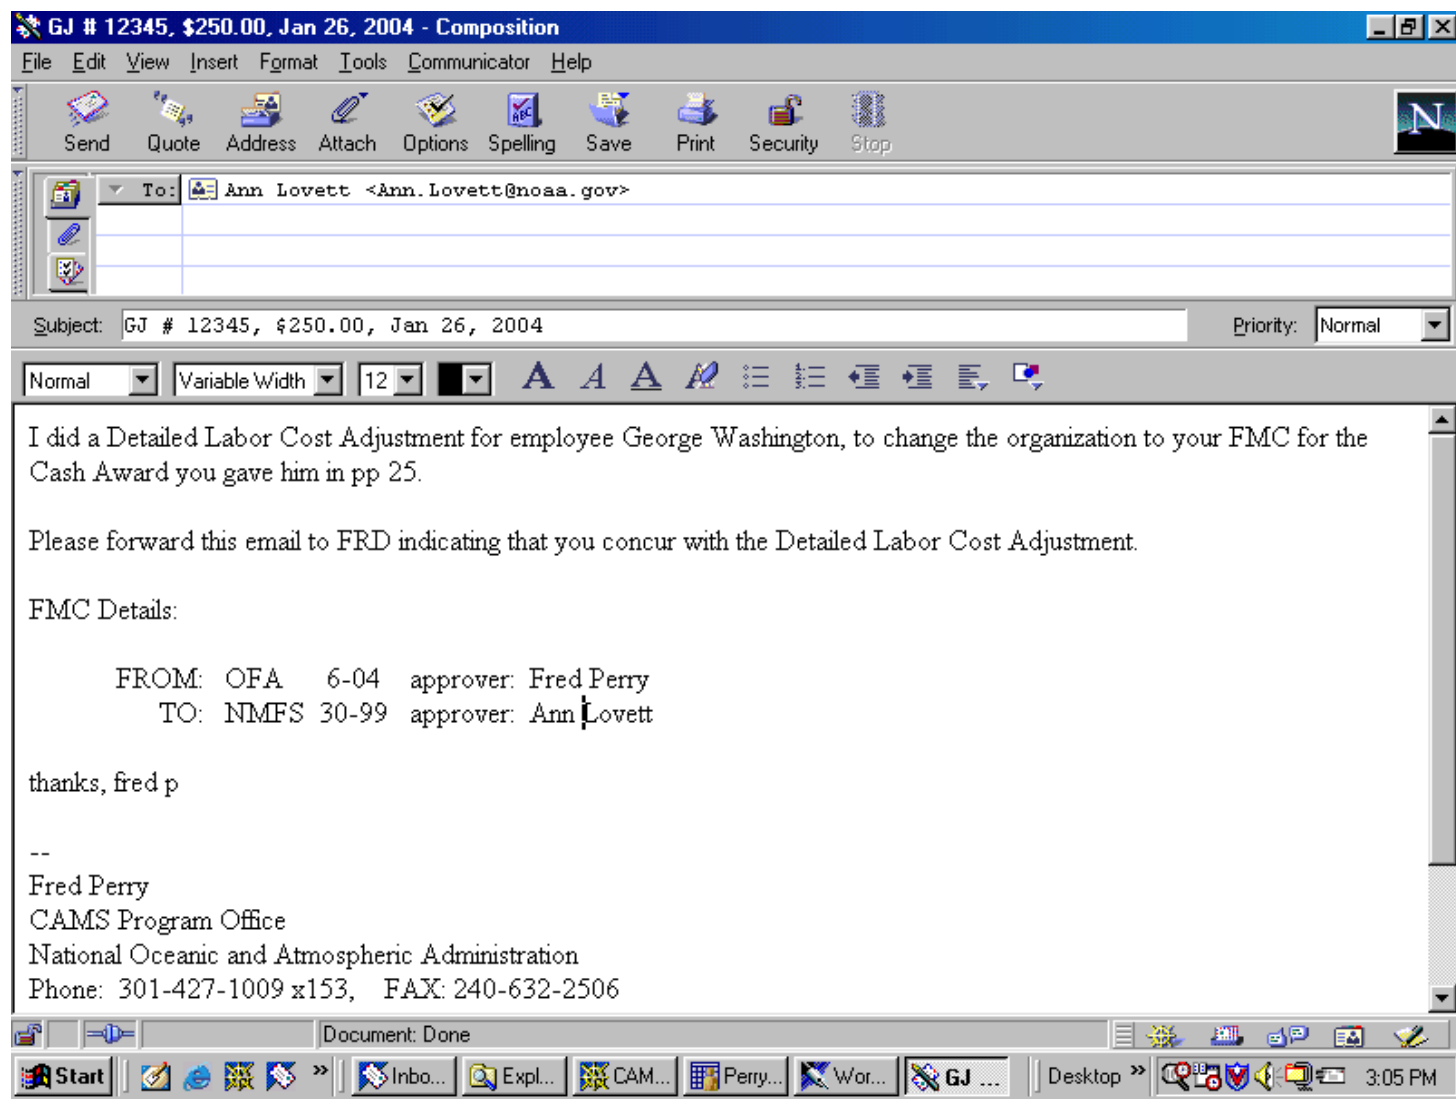 GJ # 12345, $250.00, Jan 26, 2004 - Composition
File Edit View Insert Format Tools Communicator Help
Send Quote Address Attach Options Spelling Save Print Security Stop
N
To: Ann Lovett <Ann.Lovett@noaa.gov>
Subject: GJ # 12345, $250.00, Jan 26, 2004 Priority: Normal
Normal Variable Width 12 A A A
I did a Detailed Labor Cost Adjustment for employee George Washington, to change the organization to your FMC for the
Cash Award you gave him in pp 25.
Please forward this email to FRD indicating that you concur with the Detailed Labor Cost Adjustment.
FMC Details:
FROM: OFA 6-04 approver: Fred Perry
TO: NMFS 30-99 approver: Ann Lovett
thanks, fred p
--
Fred Perry
CAMS Program Office
National Oceanic and Atmospheric Administration
Phone: 301-427-1009 x153, FAX: 240-632-2506
Document: Done
Start » Inbo... Expl... CAM... Perry... Wor... GJ ... Desktop » 3:05 PM